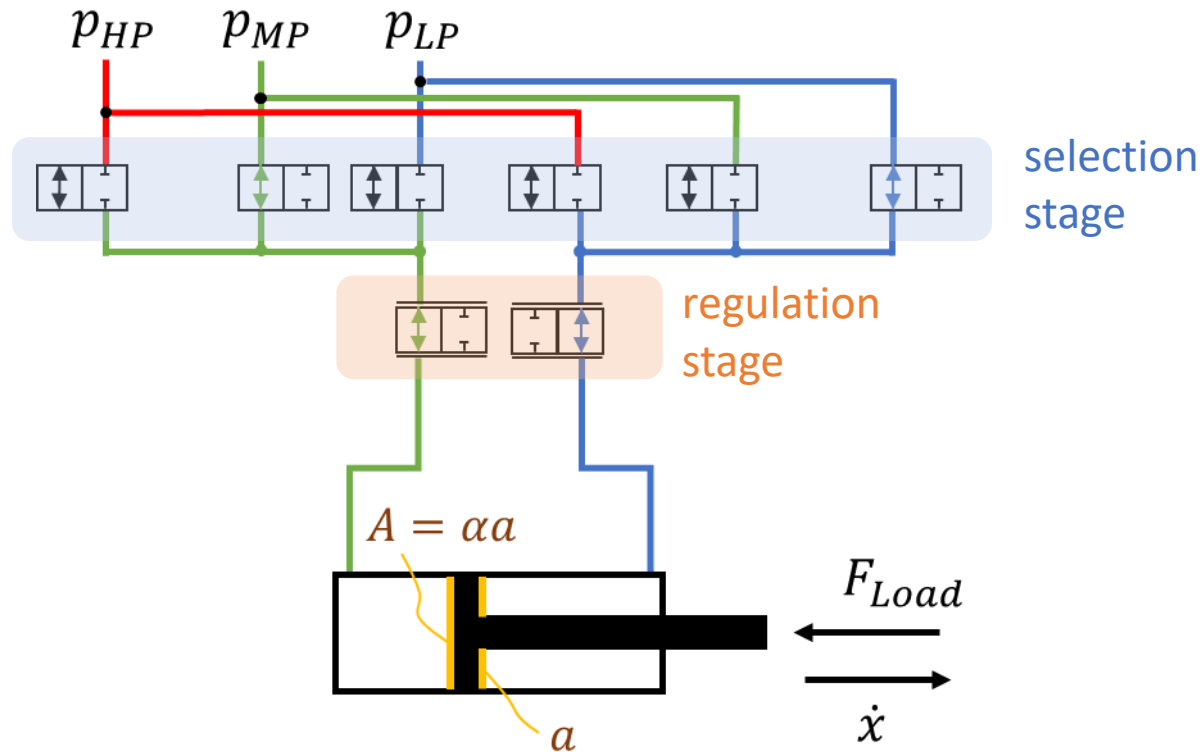 p_HP p_MP p_LP
selection
stage
regulation
stage
A = αa
F_Load
ẋ
a